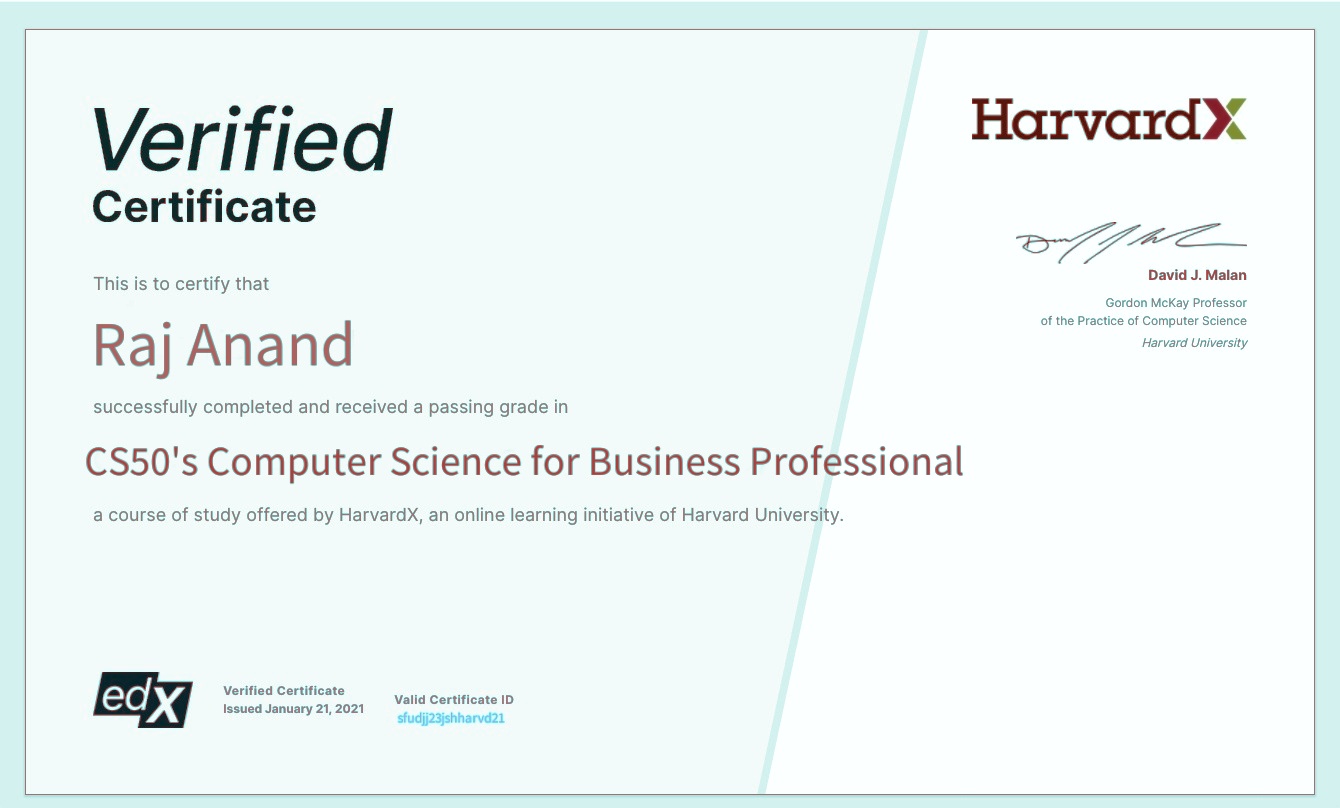 Verified
Certificate
This is to certify that
Raj Anand
successfully completed and received a passing grade in
CS50's Computer Science for Business Professional
a course of study offered by HarvardX, an online learning initiative of Harvard University.
HarvardX
David J. Malan
Gordon McKay Professor
of the Practice of Computer Science
Harvard University
edX
Verified Certificate
Issued January 21, 2021
Valid Certificate ID
sfudjj23jshharvd21